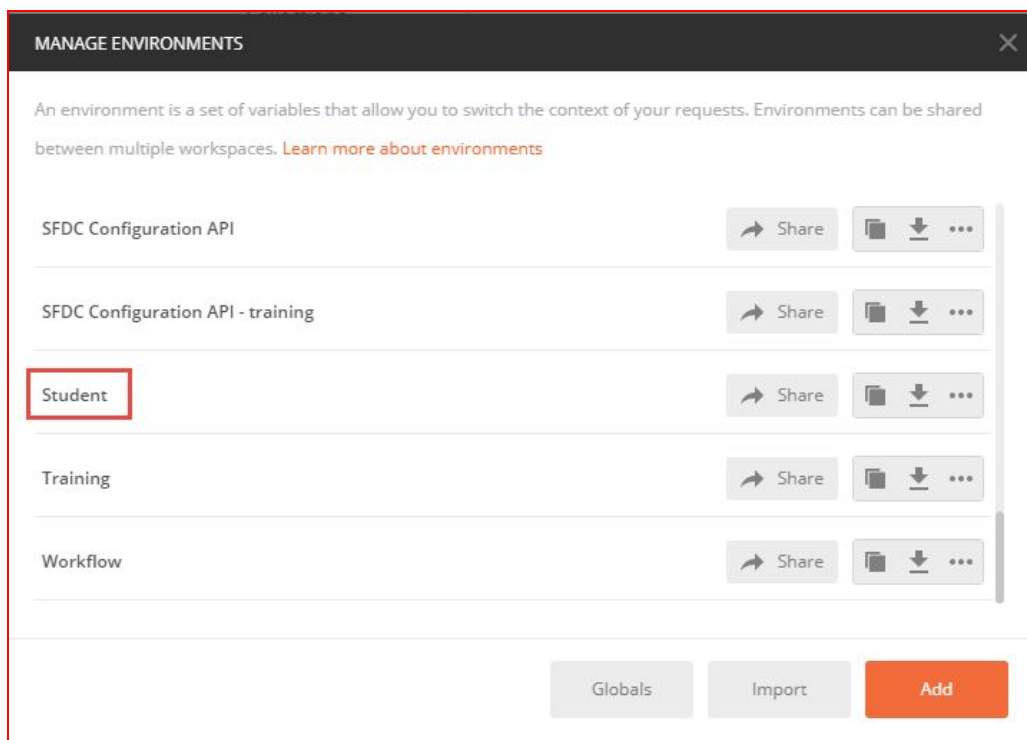 MANAGE ENVIRONMENTS
An environment is a set of variables that allow you to switch the context of your requests. Environments can be shared
between multiple workspaces. Learn more about environments
SFDC Configuration API Share
SFDC Configuration API - training Share
Student Share
Training Share
Workflow Share
Globals Import Add